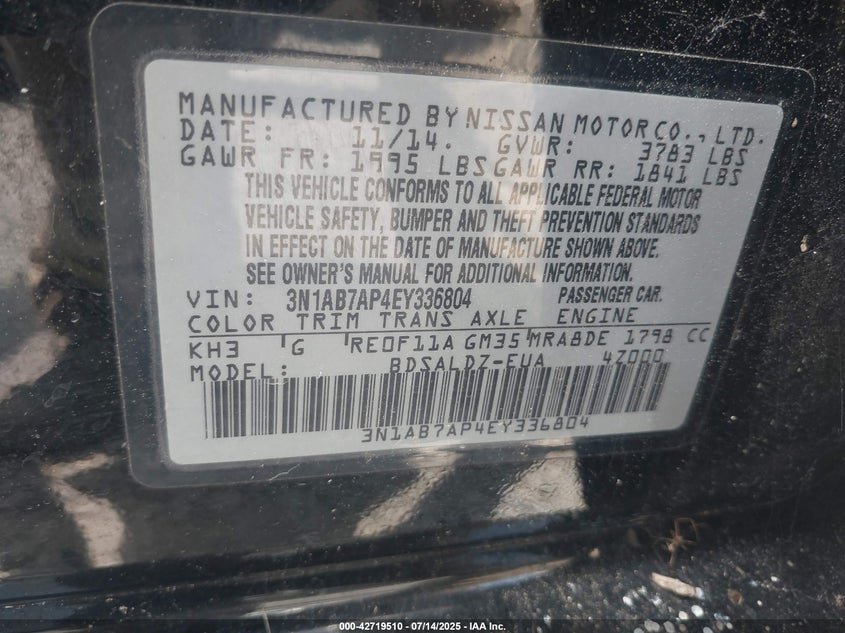 MANUFACTURED BY NISSAN MOTOR CO., LTD.
DATE: 11/14. GVWR: 3783 LBS
GAWR FR: 1995 LBS GAWR RR: 1841 LBS
THIS VEHICLE CONFORMS TO ALL APPLICABLE FEDERAL MOTOR
VEHICLE SAFETY, BUMPER AND THEFT PREVENTION STANDARDS
IN EFFECT ON THE DATE OF MANUFACTURE SHOWN ABOVE.
SEE OWNER'S MANUAL FOR ADDITIONAL INFORMATION.
VIN: 3N1AB7AP4EY336804 PASSENGER CAR.
COLOR TRIM TRANS AXLE ENGINE
KH3 G RE0F11A GM35 MRA8DE 1798 CC
MODEL: BDSALDZ-EUA 4Z000
3N1AB7AP4EY336804
000-42719510 | 07/14/2025 - IAA Inc.